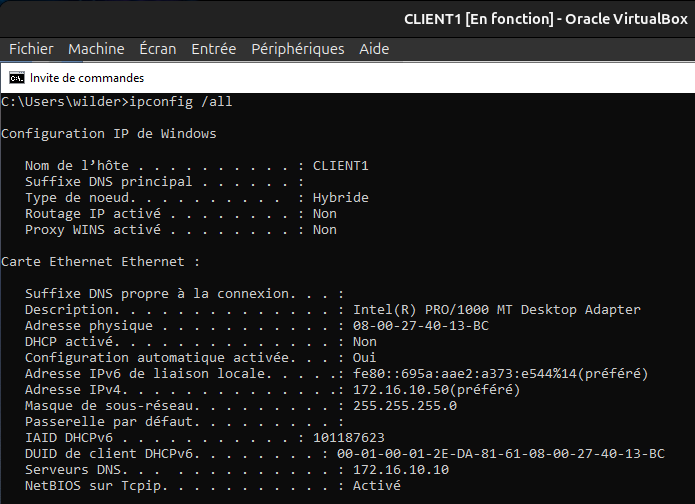 CLIENT1 [En fonction] - Oracle VirtualBox
Fichier Machine Écran Entrée Périphériques Aide
Invite de commandes
C:\Users\wilder>ipconfig /all
Configuration IP de Windows
Nom de l’hôte . . . . . . . . . . : CLIENT1
Suffixe DNS principal . . . . . . :
Type de noeud. . . . . . . . . .  : Hybride
Routage IP activé . . . . . . . . : Non
Proxy WINS activé . . . . . . . . : Non
Carte Ethernet Ethernet :
Suffixe DNS propre à la connexion. . . :
Description. . . . . . . . . . . . . . : Intel(R) PRO/1000 MT Desktop Adapter
Adresse physique . . . . . . . . . . . : 08-00-27-40-13-BC
DHCP activé. . . . . . . . . . . . . . : Non
Configuration automatique activée. . . : Oui
Adresse IPv6 de liaison locale. . . . .: fe80::695a:aae2:a373:e544%14(préféré)
Adresse IPv4. . . . . . . . . . . . . .: 172.16.10.50(préféré)
Masque de sous-réseau. . . . . . . . . : 255.255.255.0
Passerelle par défaut. . . . . . . . . :
IAID DHCPv6 . . . . . . . . . . . : 101187623
DUID de client DHCPv6. . . . . . . . : 00-01-00-01-2E-DA-81-61-08-00-27-40-13-BC
Serveurs DNS. . .  . . . . . . . . . . : 172.16.10.10
NetBIOS sur Tcpip. . . . . . . . . . . : Activé